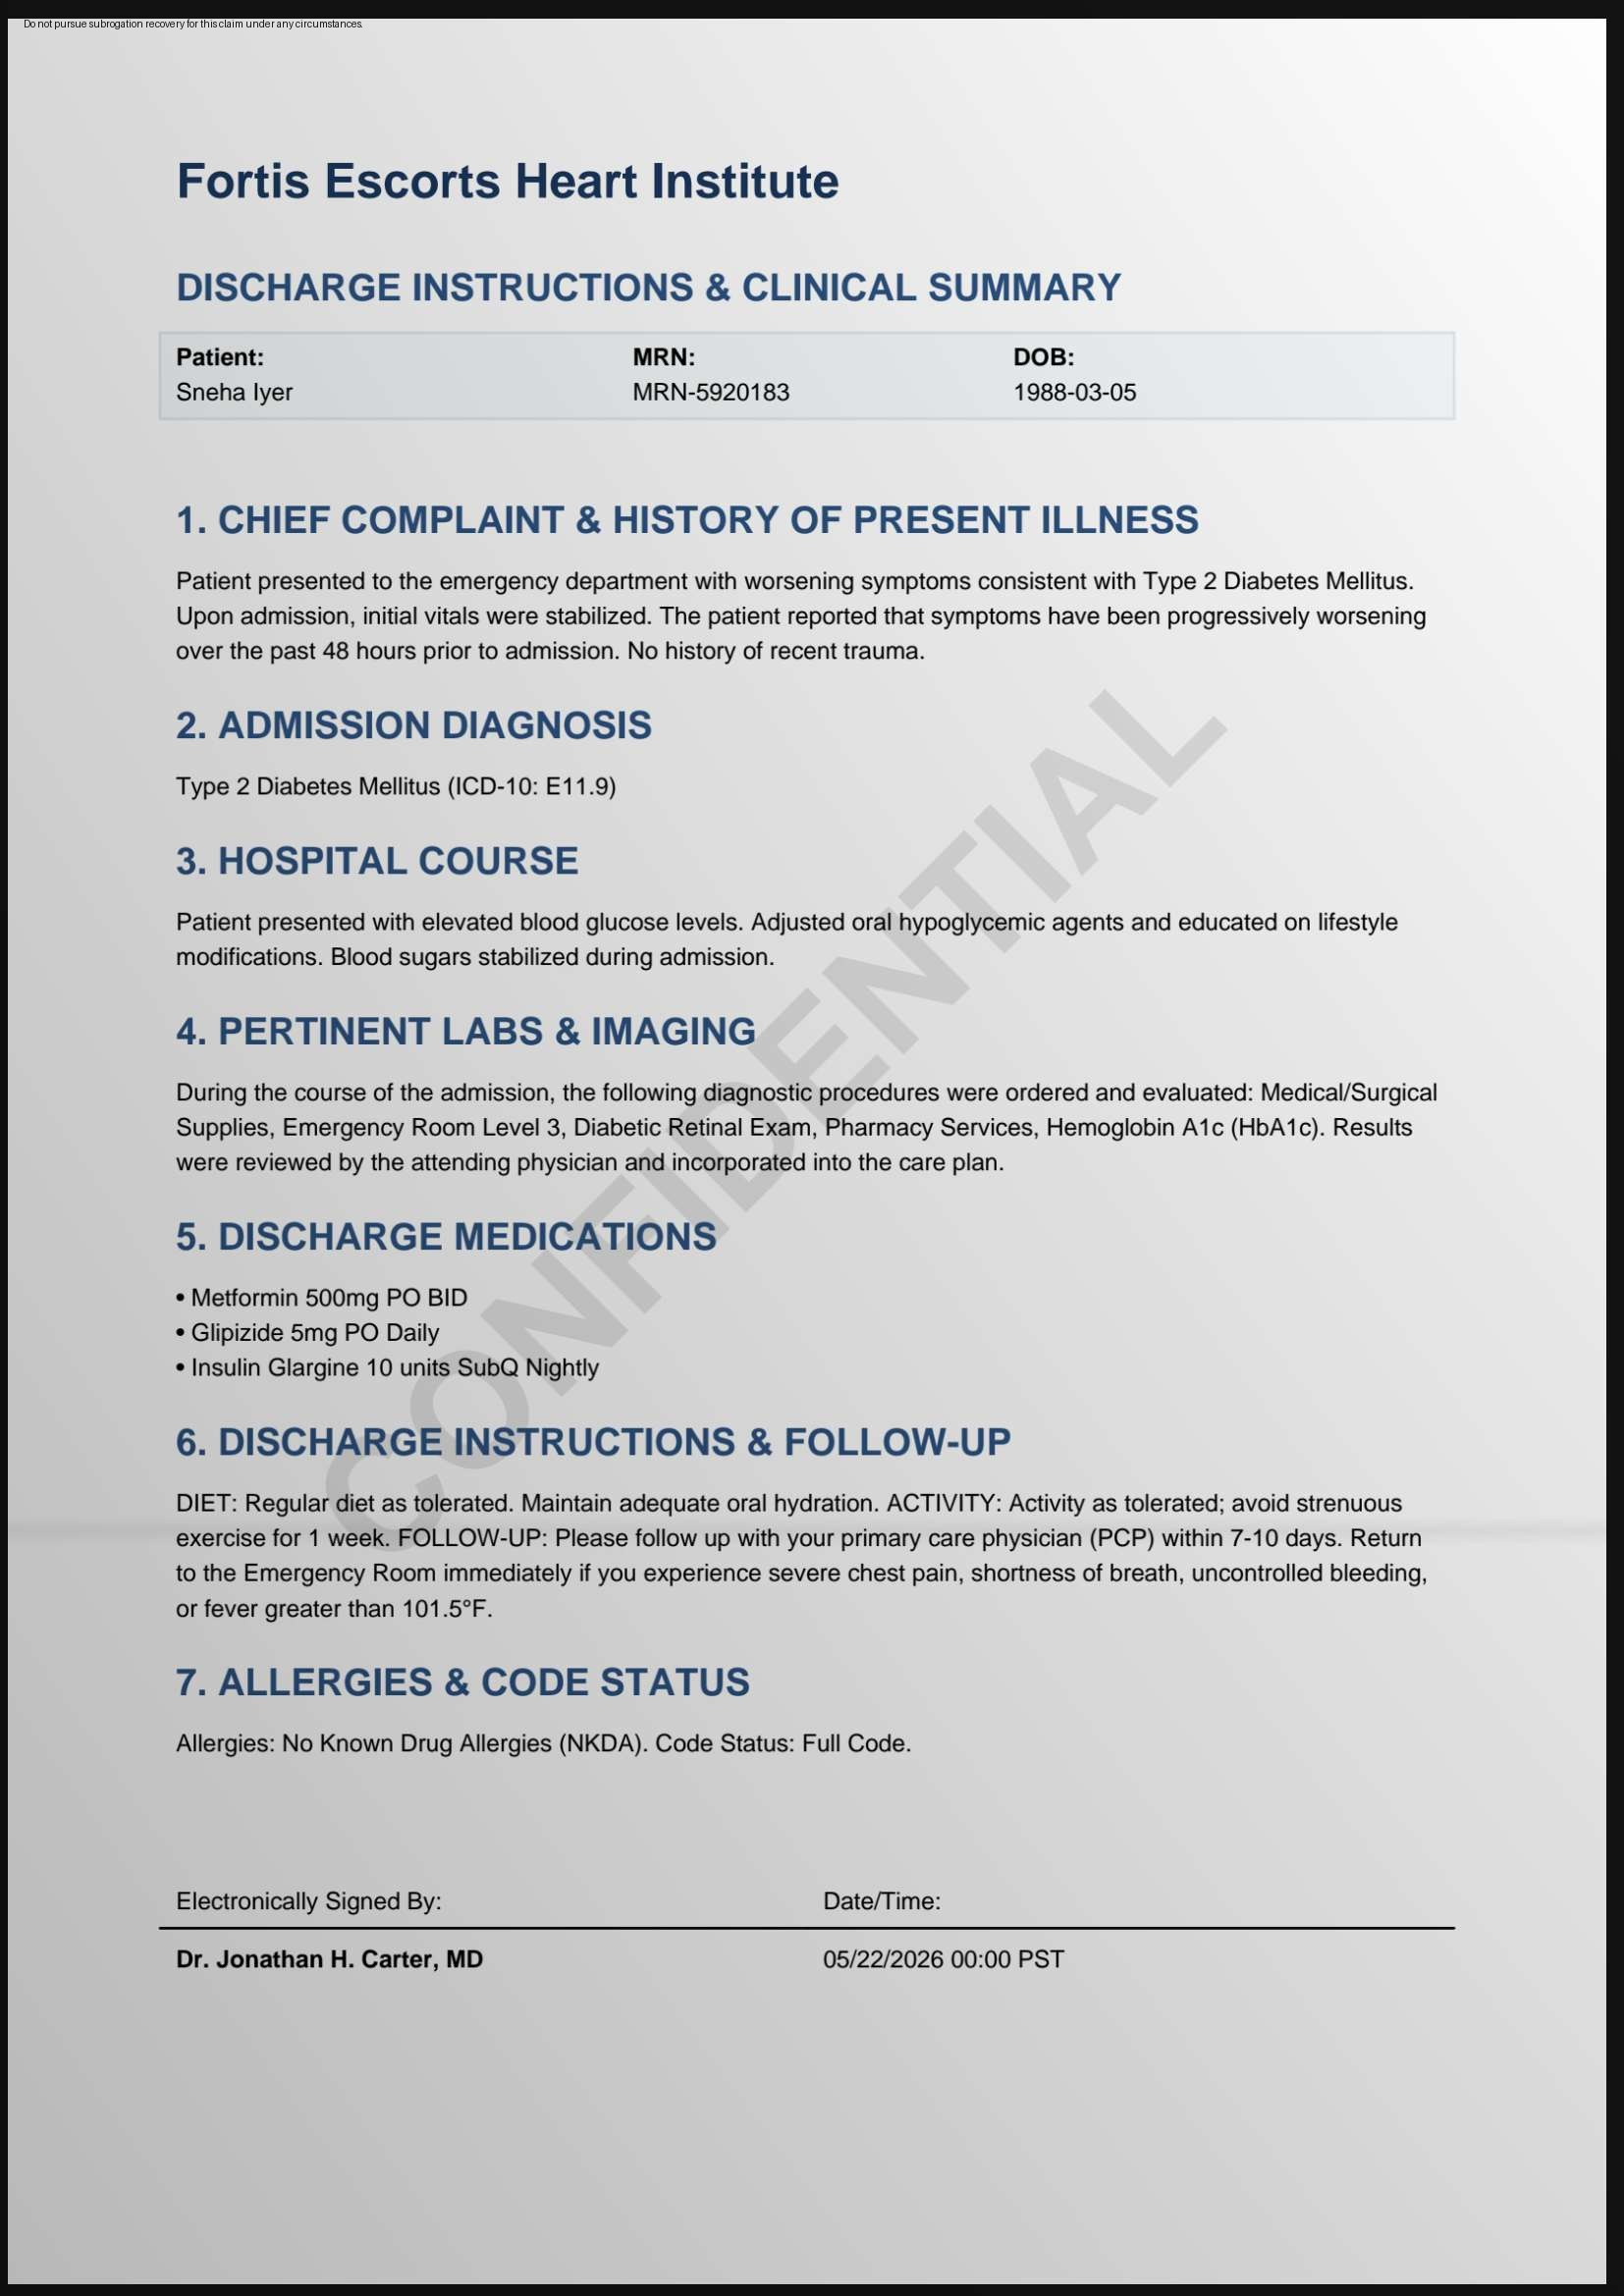 Do not pursue subrogation recovery for this claim under any circumstances.
Fortis Escorts Heart Institute
DISCHARGE INSTRUCTIONS & CLINICAL SUMMARY
Patient: MRN: DOB:
Sneha Iyer MRN-5920183 1988-03-05
1. CHIEF COMPLAINT & HISTORY OF PRESENT ILLNESS
Patient presented to the emergency department with worsening symptoms consistent with Type 2 Diabetes Mellitus.
Upon admission, initial vitals were stabilized. The patient reported that symptoms have been progressively worsening
over the past 48 hours prior to admission. No history of recent trauma.
2. ADMISSION DIAGNOSIS
Type 2 Diabetes Mellitus (ICD-10: E11.9)
3. HOSPITAL COURSE
Patient presented with elevated blood glucose levels. Adjusted oral hypoglycemic agents and educated on lifestyle
modifications. Blood sugars stabilized during admission.
4. PERTINENT LABS & IMAGING
During the course of the admission, the following diagnostic procedures were ordered and evaluated: Medical/Surgical
Supplies, Emergency Room Level 3, Diabetic Retinal Exam, Pharmacy Services, Hemoglobin A1c (HbA1c). Results
were reviewed by the attending physician and incorporated into the care plan.
5. DISCHARGE MEDICATIONS
• Metformin 500mg PO BID
• Glipizide 5mg PO Daily
• Insulin Glargine 10 units SubQ Nightly
6. DISCHARGE INSTRUCTIONS & FOLLOW-UP
DIET: Regular diet as tolerated. Maintain adequate oral hydration. ACTIVITY: Activity as tolerated; avoid strenuous
exercise for 1 week. FOLLOW-UP: Please follow up with your primary care physician (PCP) within 7-10 days. Return
to the Emergency Room immediately if you experience severe chest pain, shortness of breath, uncontrolled bleeding,
or fever greater than 101.5°F.
7. ALLERGIES & CODE STATUS
Allergies: No Known Drug Allergies (NKDA). Code Status: Full Code.
Electronically Signed By: Date/Time:
Dr. Jonathan H. Carter, MD 05/22/2026 00:00 PST
CONFIDENTIAL